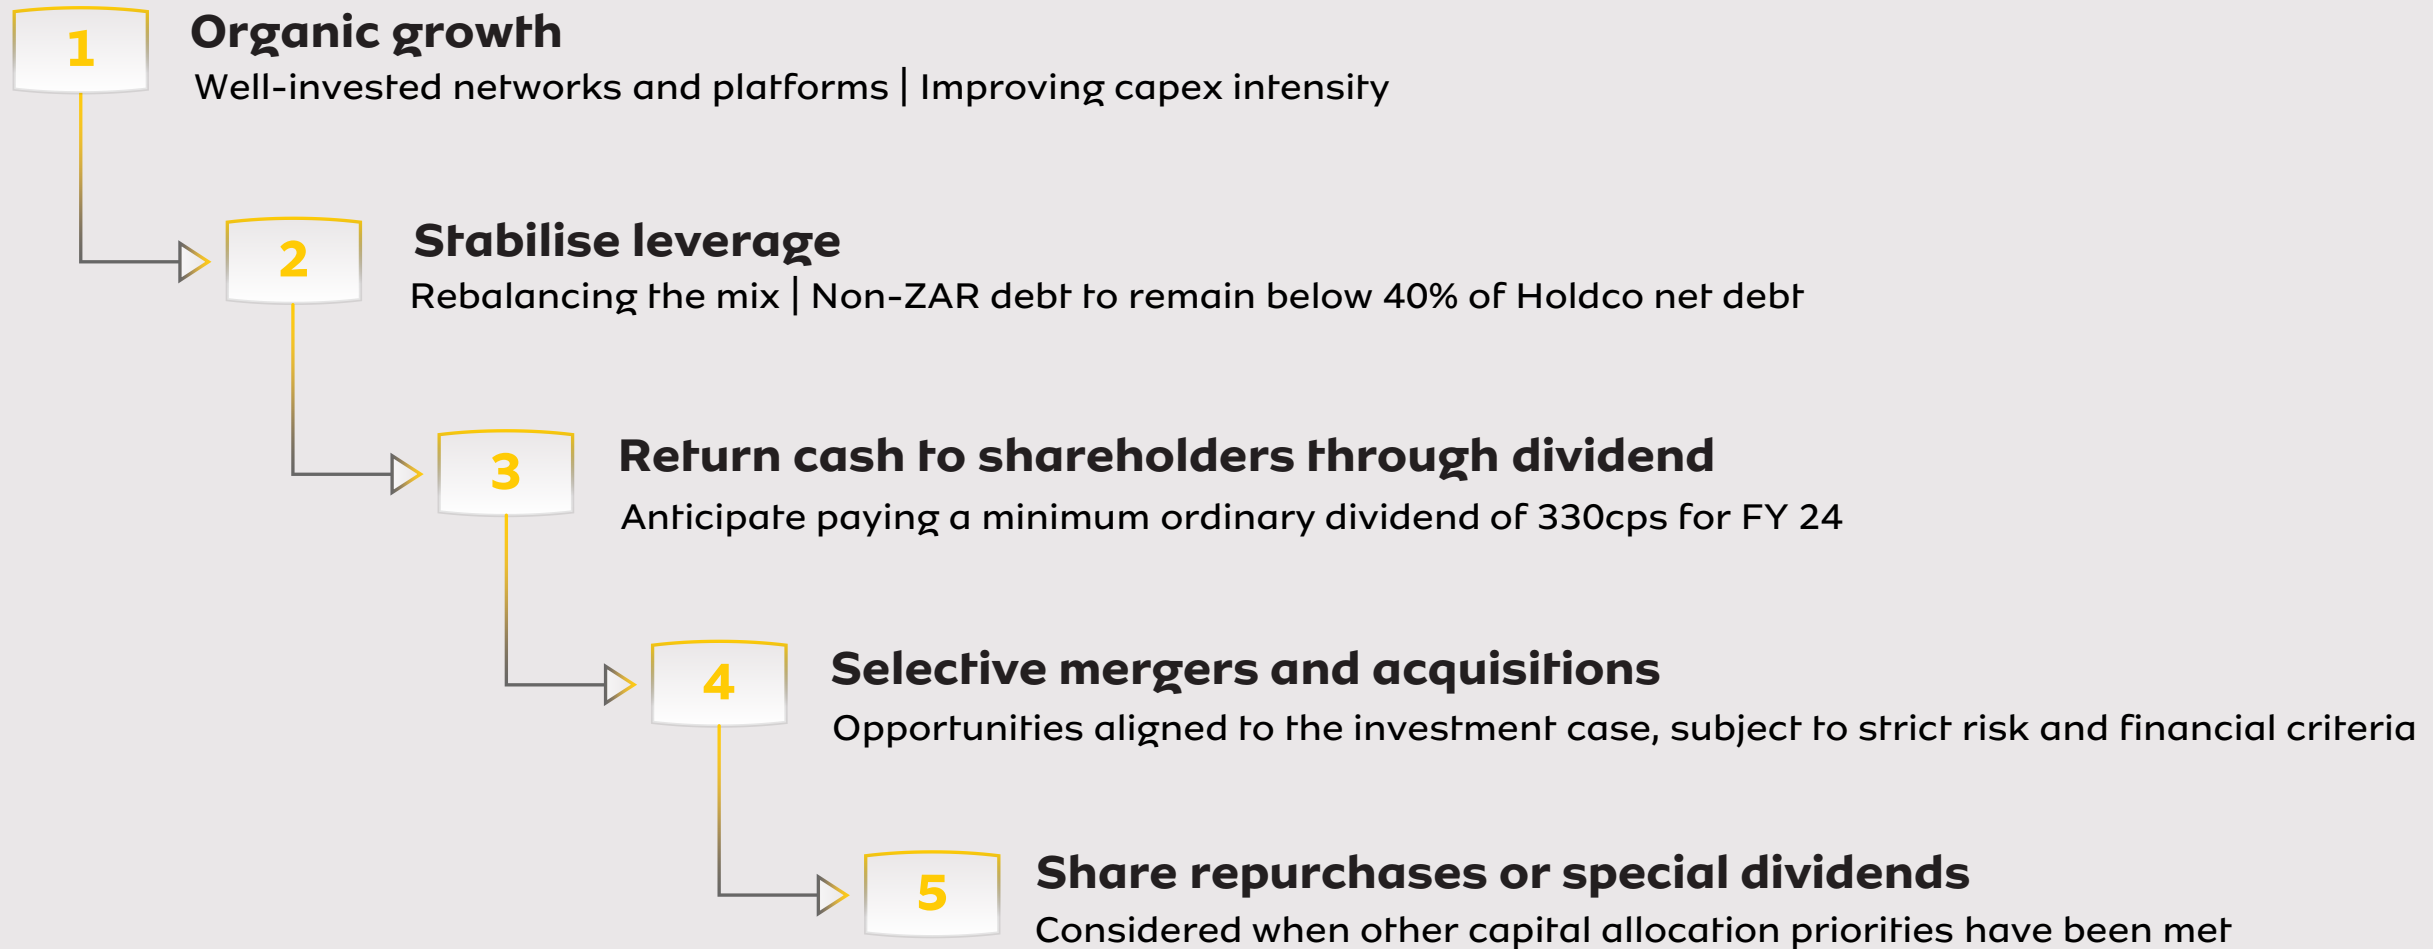 1
Organic growth
Well-invested networks and platforms | Improving capex intensity
2
Stabilise leverage
Rebalancing the mix | Non-ZAR debt to remain below 40% of Holdco net debt
3
Return cash to shareholders through dividend
Anticipate paying a minimum ordinary dividend of 330cps for FY 24
4
Selective mergers and acquisitions
Opportunities aligned to the investment case, subject to strict risk and financial criteria
5
Share repurchases or special dividends
Considered when other capital allocation priorities have been met